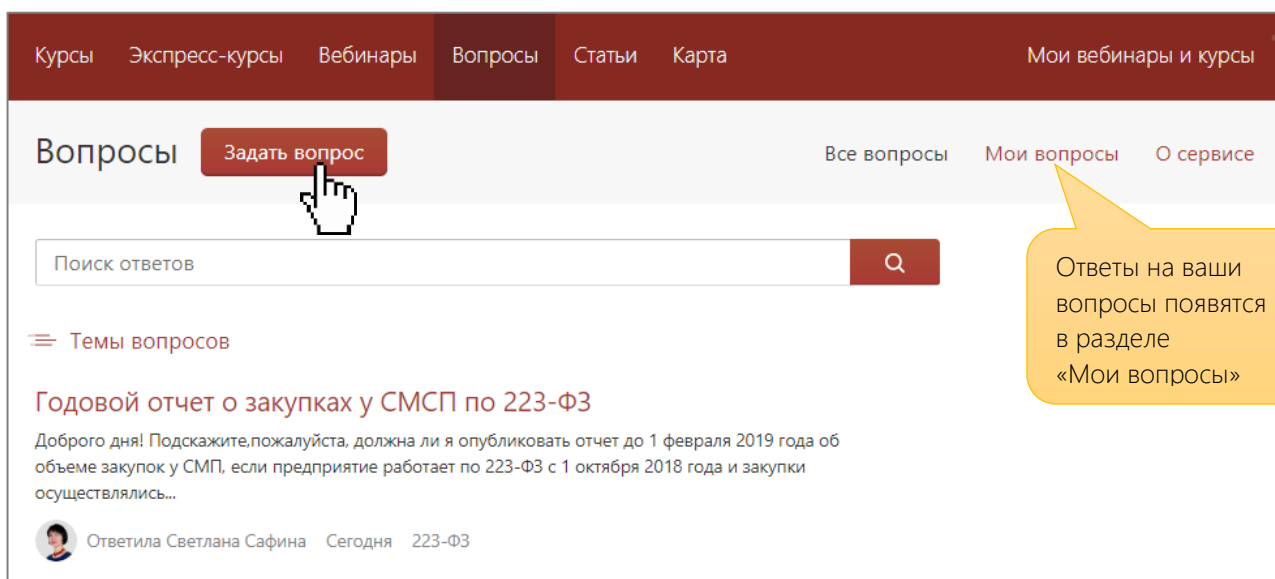 Курсы Экспресс-курсы Вебинары Вопросы Статьи Карта Мои вебинары и курсы
Вопросы Задать вопрос Все вопросы Мои вопросы О сервисе
Поиск ответов
Ответы на ваши
вопросы появятся
в разделе
«Мои вопросы»
Темы вопросов
Годовой отчет о закупках у СМСП по 223-ФЗ
Доброго дня! Подскажите,пожалуйста, должна ли я опубликовать отчет до 1 февраля 2019 года об
объеме закупок у СМП, если предприятие работает по 223-ФЗ с 1 октября 2018 года и закупки
осуществлялись...
Ответила Светлана Сафина Сегодня 223-ФЗ